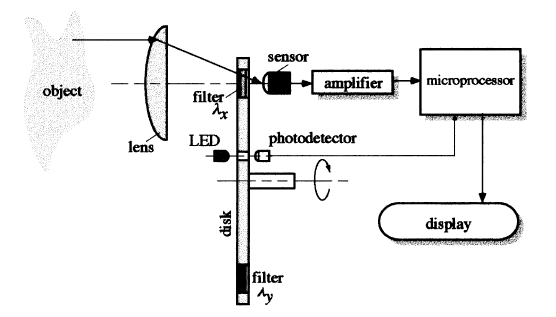 sensor
object
amplifier
microprocessor
filter
λx
lens
LED
photodetector
disk
display
filter
λy